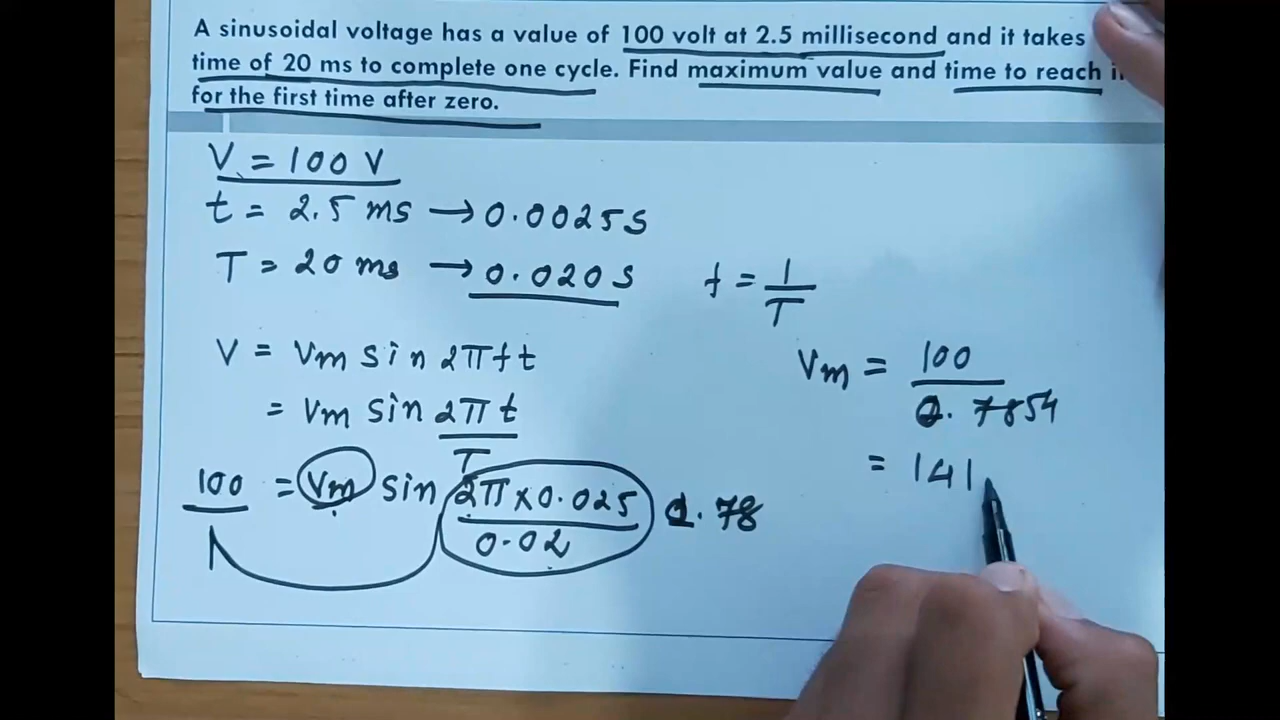 A sinusoidal voltage has a value of 100 volt at 2.5 millisecond and it takes
time of 20 ms to complete one cycle. Find maximum value and time to reach
for the first time after zero.
V = 100 V
t = 2.5 ms → 0.0025 s
T = 20 ms → 0.020 s
f = 1/T
V = Vm sin 2πft
= Vm sin 2πt/T
100 = Vm sin 2π×0.025/0.02 0.78
Vm = 100/0.7854
= 141